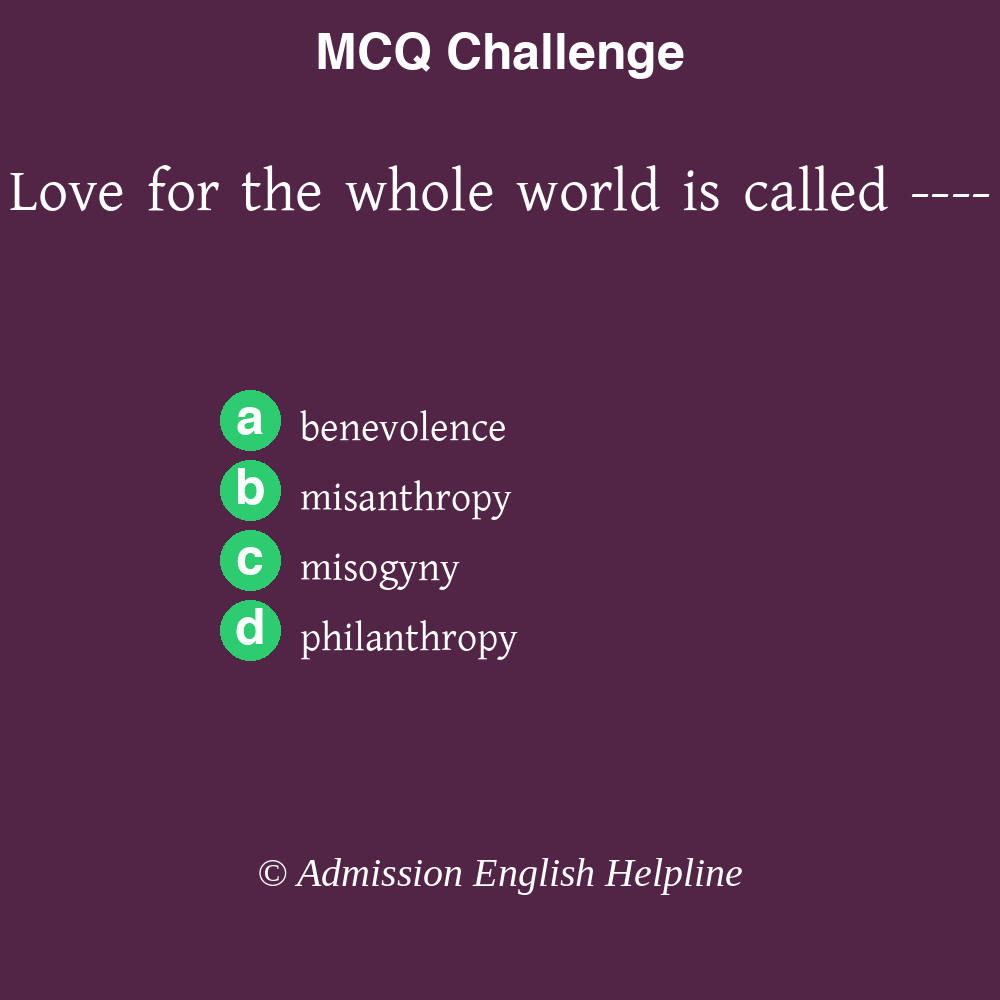 MCQ Challenge
Love for the whole world is called ----
a benevolence
b misanthropy
c misogyny
d philanthropy
© Admission English Helpline